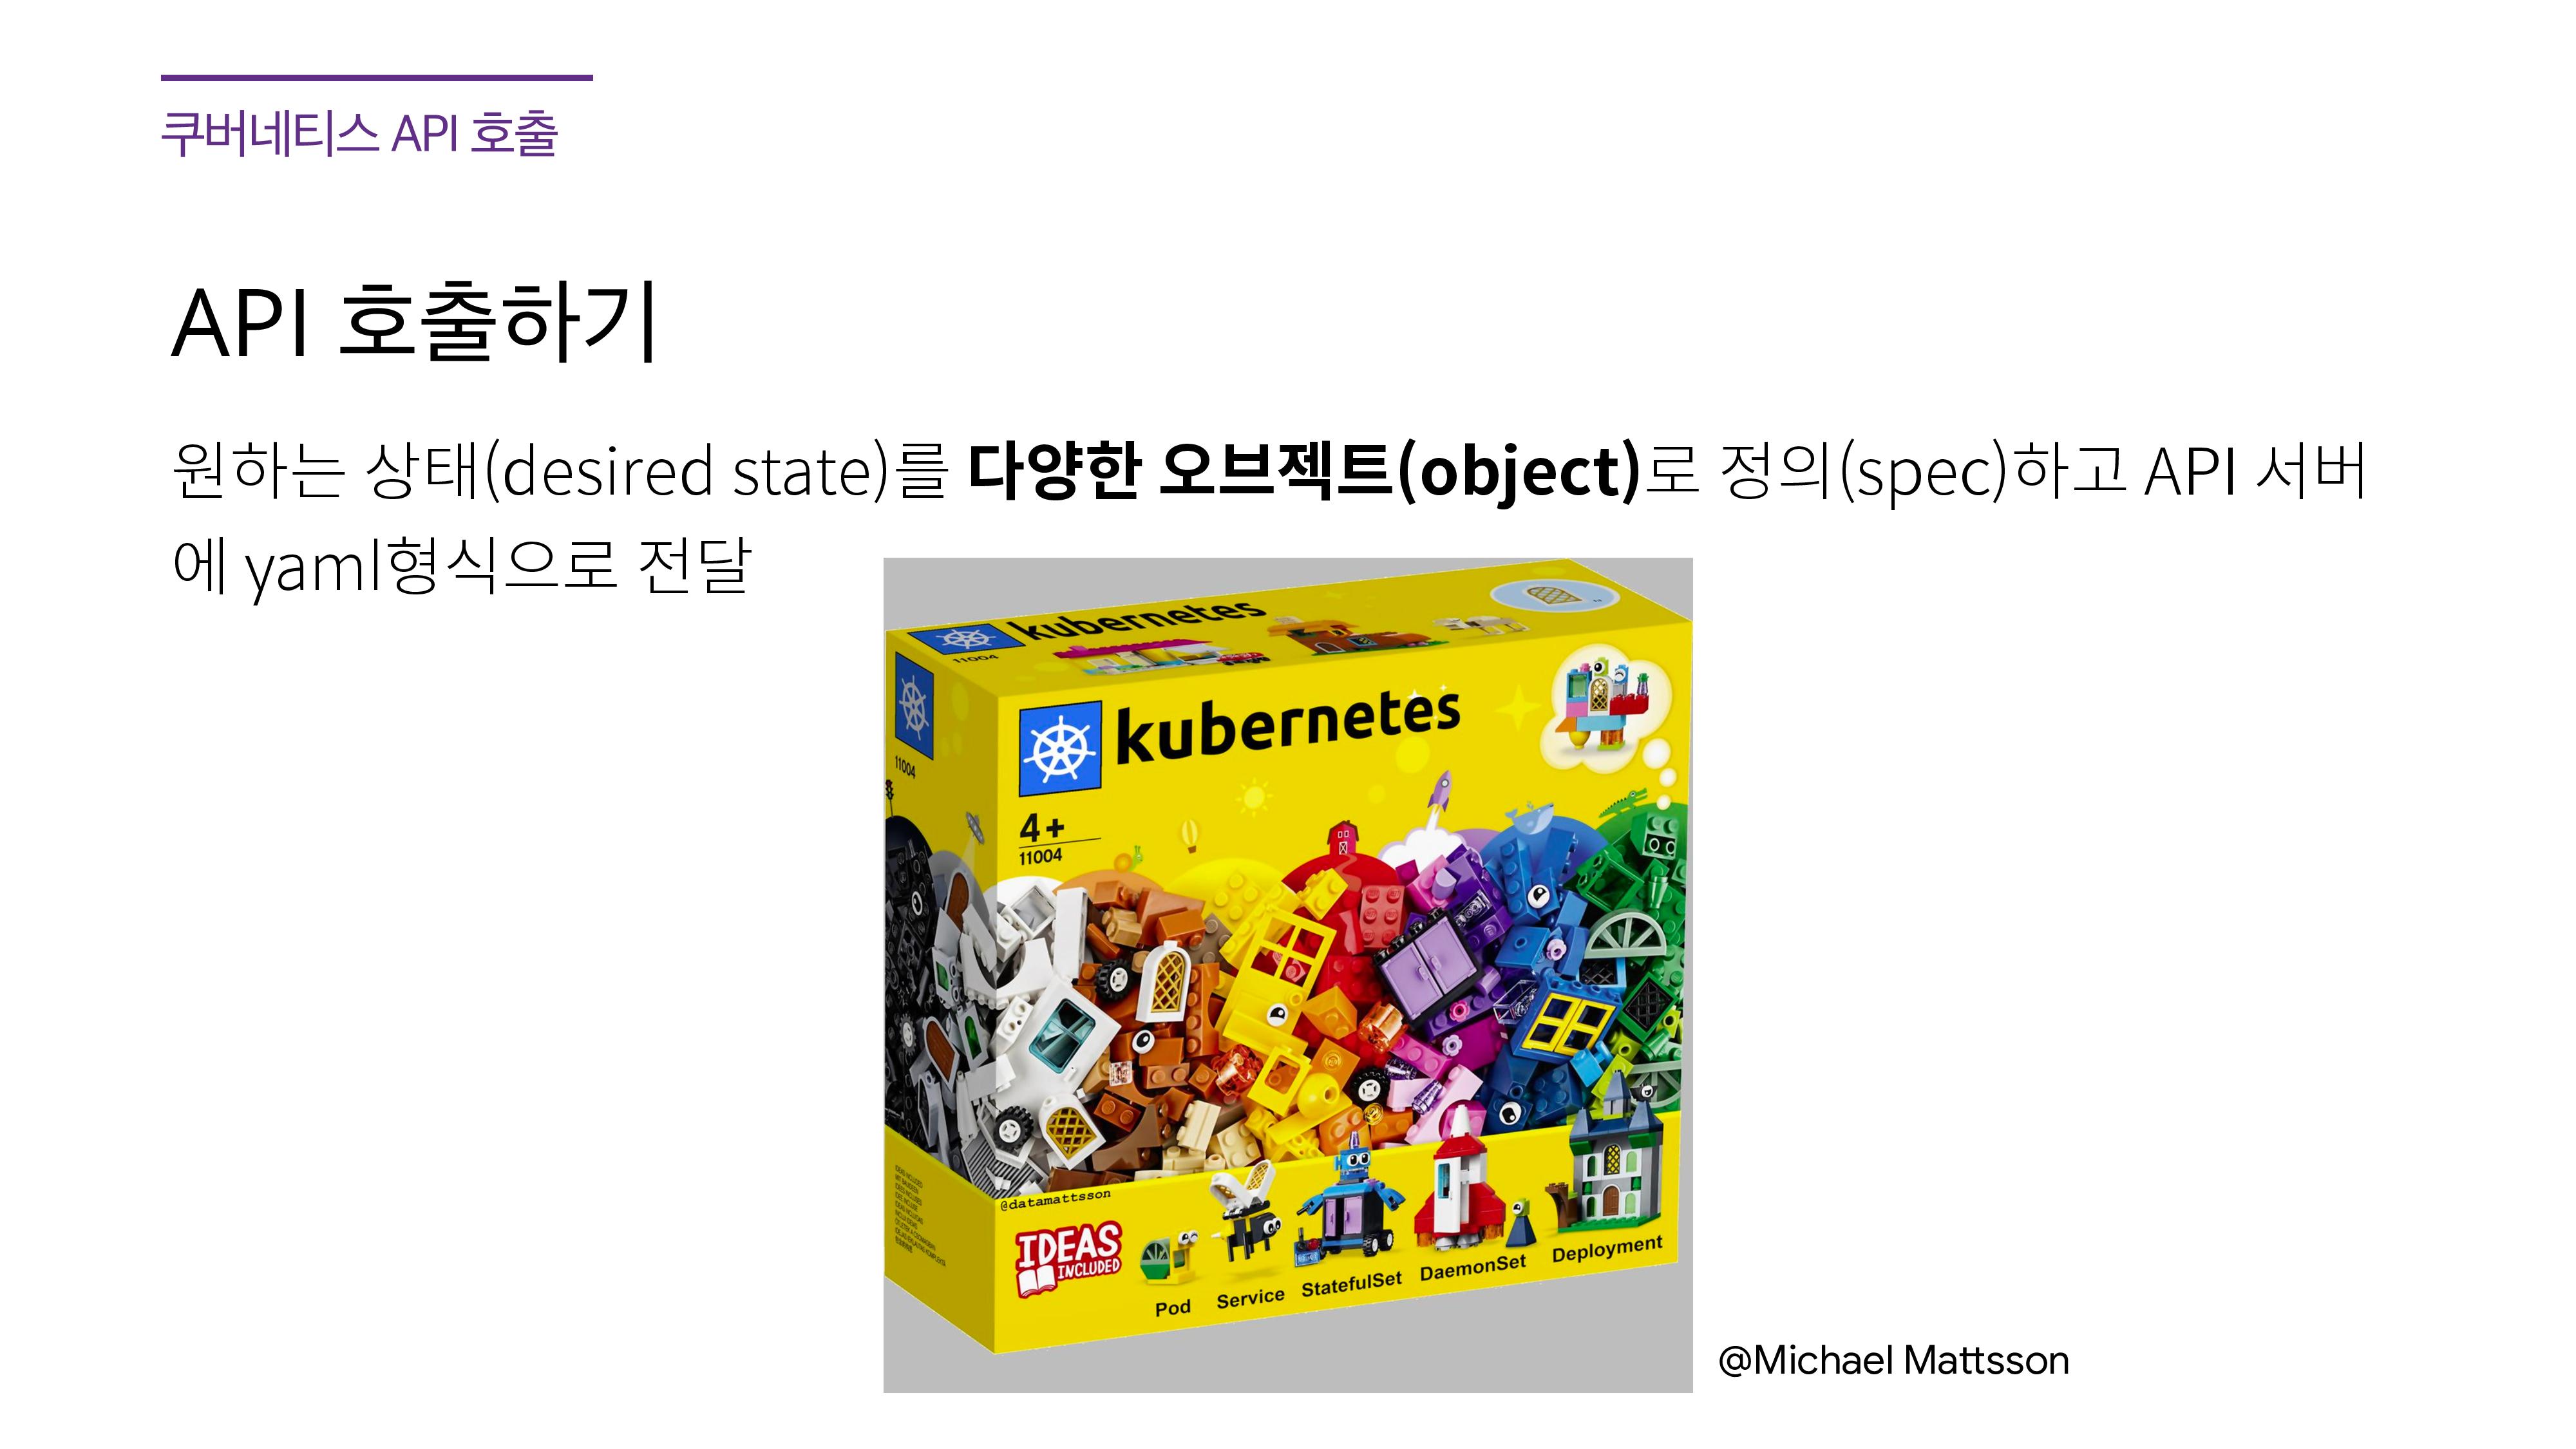 쿠버네티스 API 호출
API 호출하기
원하는 상태(desired state)를 다양한 오브젝트(object)로 정의(spec)하고 API 서버
에 yaml형식으로 전달
kubernetes
11004
11004
kubernetes
4+
11004
@datamattsson
IDEAS
INCLUDED
Pod
Service
StatefulSet
DaemonSet
Deployment
@Michael Mattsson